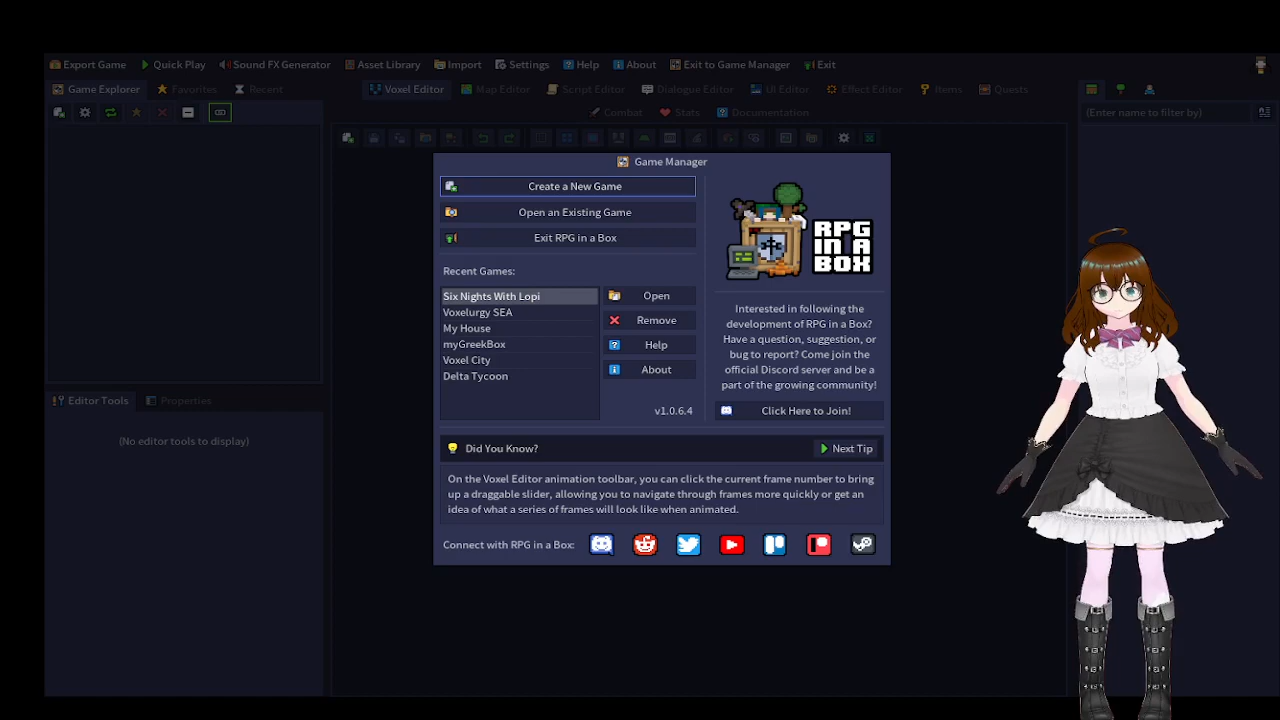 Export Game Quick Play Sound FX Generator Asset Library Import Settings Help About Exit to Game Manager Exit
Game Explorer Favorites Recent Voxel Editor Map Editor Script Editor Dialogue Editor UI Editor Effect Editor Items Quests
Combat Stats Documentation
(Enter name to filter by)
Game Manager
Create a New Game
Open an Existing Game
Exit RPG in a Box
Recent Games:
Six Nights With Lopi
Voxelurgy SEA
My House
myGreekBox
Voxel City
Delta Tycoon
Open
Remove
Help
About
v1.0.6.4
RPG
IN A
BOX
Interested in following the
development of RPG in a Box?
Have a question, suggestion, or
bug to report? Come join the
official Discord server and be a
part of the growing community!
Click Here to Join!
Did You Know?
Next Tip
On the Voxel Editor animation toolbar, you can click the current frame number to bring
up a draggable slider, allowing you to navigate through frames more quickly or get an
idea of what a series of frames will look like when animated.
Connect with RPG in a Box:
Editor Tools Properties
(No editor tools to display)